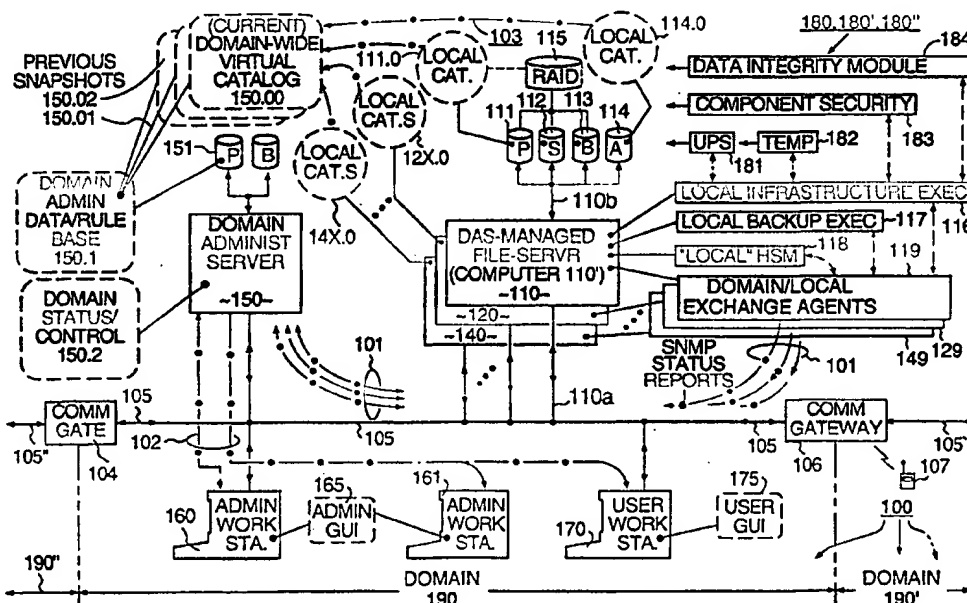 (CURRENT)
DOMAIN-WIDE
VIRTUAL
CATALOG
150.00
PREVIOUS
SNAPSHOTS
150.02
150.01
111.0
LOCAL
CAT.
103
115
RAID
LOCAL
CAT.
114.0
180,180',180"
184
DATA INTEGRITY MODULE
COMPONENT SECURITY
183
UPS
181
TEMP
182
LOCAL
CAT.S
12X.0
LOCAL
CAT.S
14X.0
111
112
113
114
P
S
B
A
110b
151
P
B
DOMAIN
ADMIN
DATA/RULE
BASE
150.1
DOMAIN
ADMINIST
SERVER
~150~
DOMAIN
STATUS/
CONTROL
150.2
DAS-MANAGED
FILE-SERVR
(COMPUTER 110')
~110~
~120~
~140~
LOCAL INFRASTRUCTURE EXEC
116
LOCAL BACKUP EXEC
117
"LOCAL" HSM
118
119
DOMAIN/LOCAL
EXCHANGE AGENTS
129
149
SNMP
STATUS
REPORTS
101
101
110a
COMM
GATE
104
105
105"
102
105
105
COMM
GATEWAY
106
105'
107
100
160
ADMIN
WORK
STA.
165
ADMIN
GUI
161
ADMIN
WORK
STA.
170
USER
WORK
STA.
175
USER
GUI
190"
DOMAIN
190
DOMAIN
190'